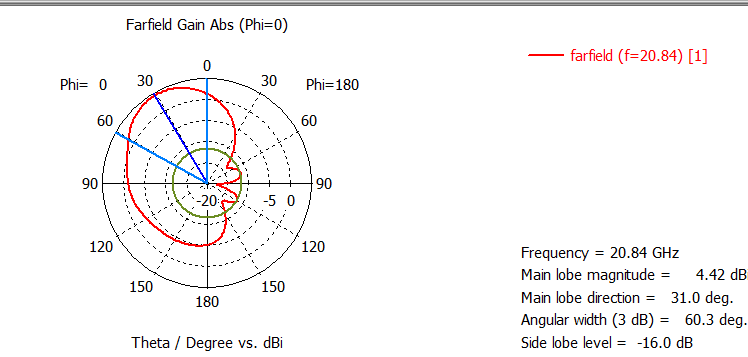 Farfield Gain Abs (Phi=0)
farfield (f=20.84) [1]
Phi= 0 30 0 30 Phi=180
60 60
90 -20 -5 0 90
120 120
150 150
180
Frequency = 20.84 GHz
Main lobe magnitude = 4.42 dB
Main lobe direction = 31.0 deg.
Angular width (3 dB) = 60.3 deg.
Side lobe level = -16.0 dB
Theta / Degree vs. dBi